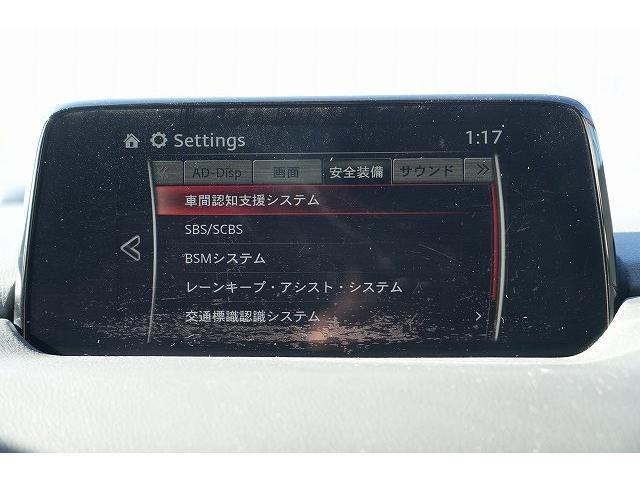 Settings 1:17
AD-Disp 画面 安全装備 サウンド
車間認知支援システム
SBS/SCBS
BSMシステム
レーンキープ・アシスト・システム
交通標識認識システム